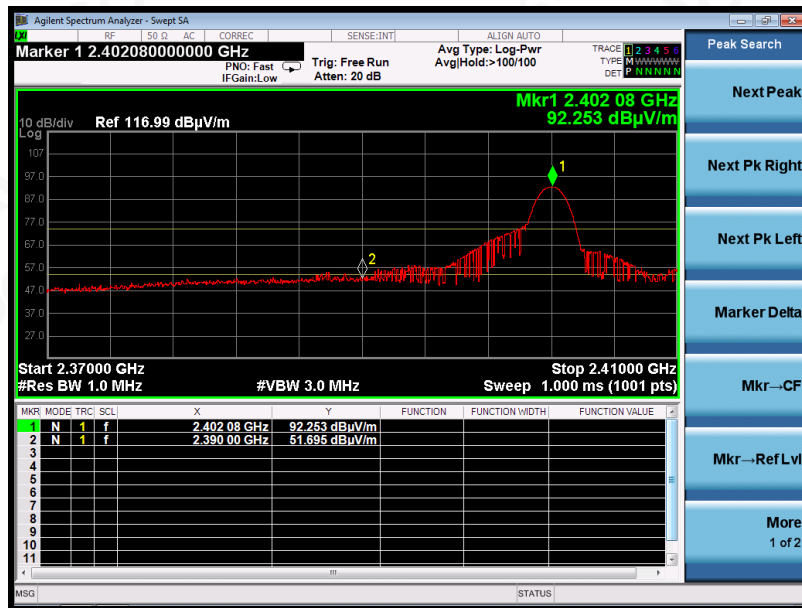 Agilent Spectrum Analyzer - Swept SA
LXI RF 50 Ω AC CORREC SENSE:INT ALIGN AUTO
Marker 1 2.402080000000 GHz
PNO: Fast
IFGain:Low
Trig: Free Run
Atten: 20 dB
Avg Type: Log-Pwr
Avg|Hold:>100/100
TRACE 1 2 3 4 5 6
TYPE M WWWWW
DET P N N N N N
Mkr1 2.402 08 GHz
92.253 dBµV/m
10 dB/div Ref 116.99 dBµV/m
Log
107
97.0
87.0
77.0
67.0
57.0
47.0
37.0
27.0
1
2
Start 2.37000 GHz Stop 2.41000 GHz
#Res BW 1.0 MHz #VBW 3.0 MHz Sweep 1.000 ms (1001 pts)
MKR MODE TRC SCL X Y FUNCTION FUNCTION WIDTH FUNCTION VALUE
1 N 1 f 2.402 08 GHz 92.253 dBµV/m
2 N 1 f 2.390 00 GHz 51.695 dBµV/m
3
4
5
6
7
8
9
10
11
MSG STATUS
Peak Search
Next Peak
Next Pk Right
Next Pk Left
Marker Delta
Mkr→CF
Mkr→Ref Lvl
More
1 of 2